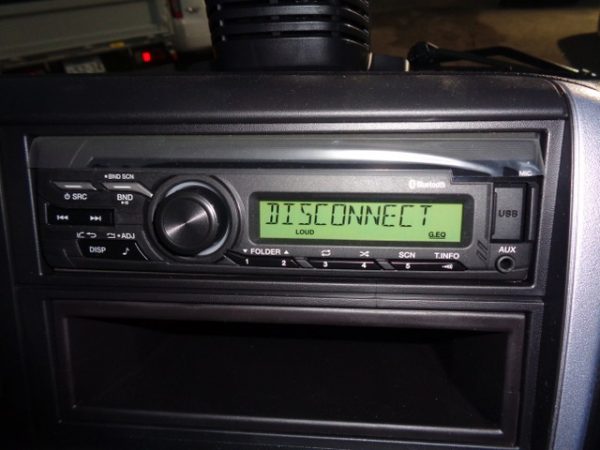 MIC
•BND SCN
Bluetooth
SRC
BND
DISCONNECT
USB
LOUD
G.EQ
•ADJ
DISP
▼ FOLDER ▲
SCN
T.INFO
AUX
1 2 3 4 5